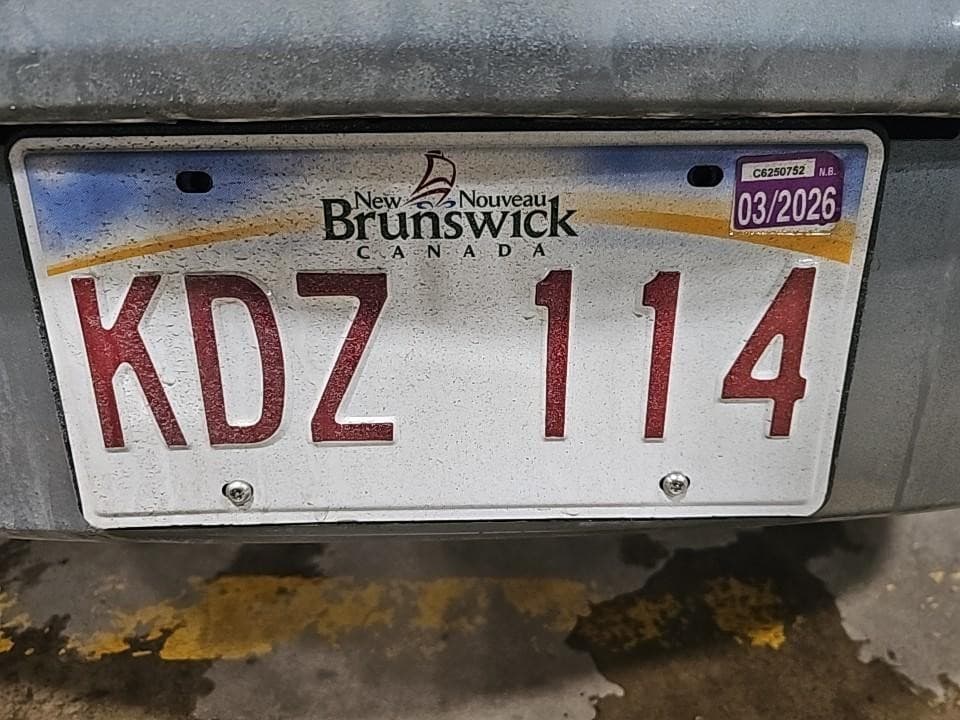 C6250752 N.B.
03/2026
New Nouveau
Brunswick
CANADA
KDZ 114